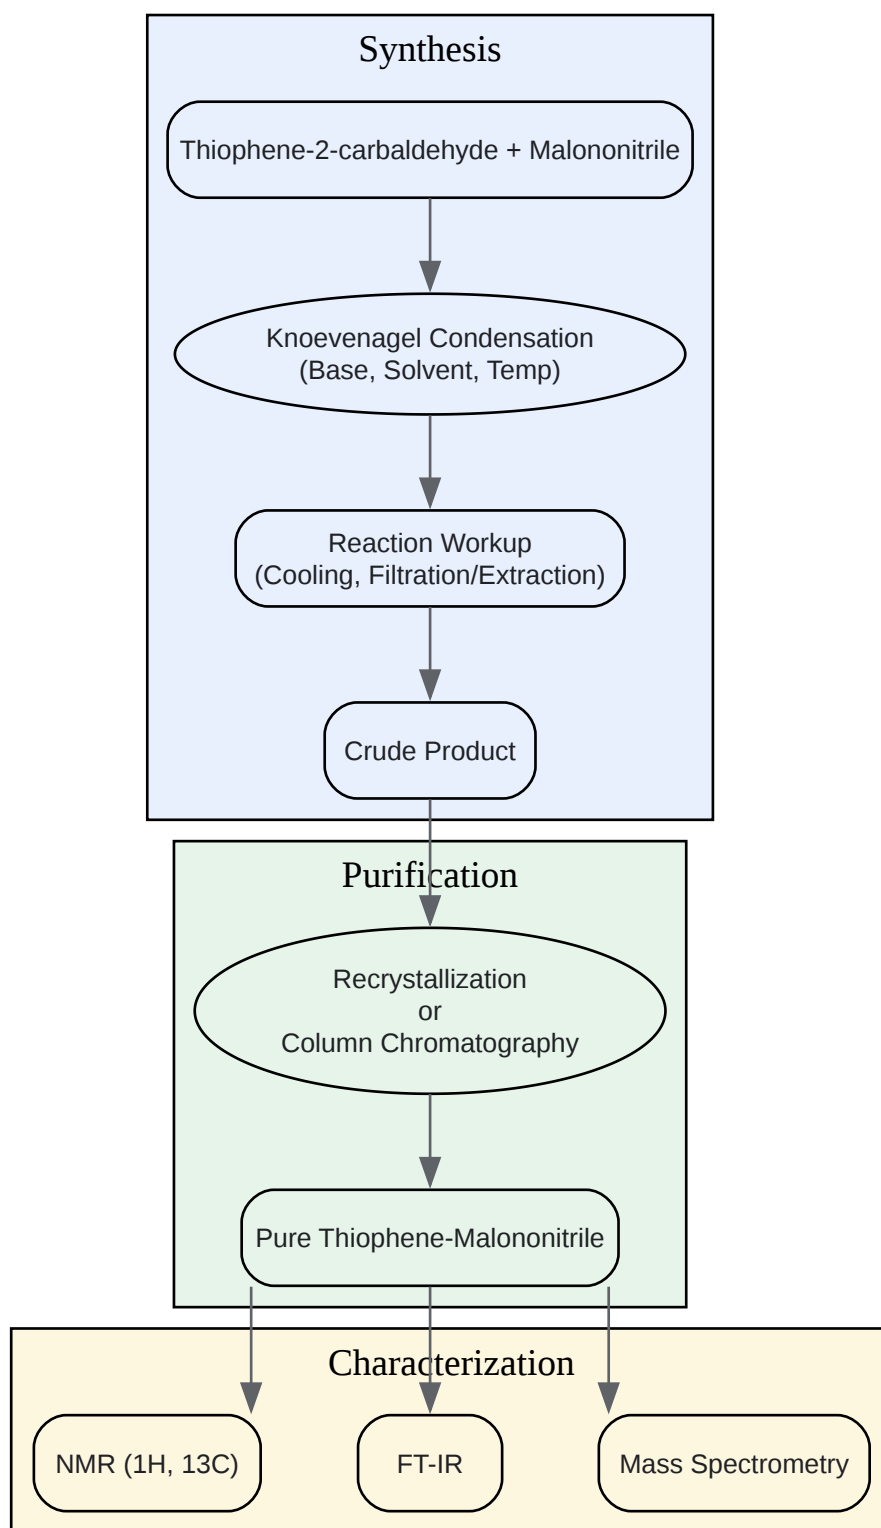 Synthesis
Thiophene-2-carbaldehyde + Malononitrile
Knoevenagel Condensation
(Base, Solvent, Temp)
Reaction Workup
(Cooling, Filtration/Extraction)
Crude Product
Purification
Recrystallization
or
Column Chromatography
Pure Thiophene-Malononitrile
Characterization
NMR (1H, 13C)
FT-IR
Mass Spectrometry